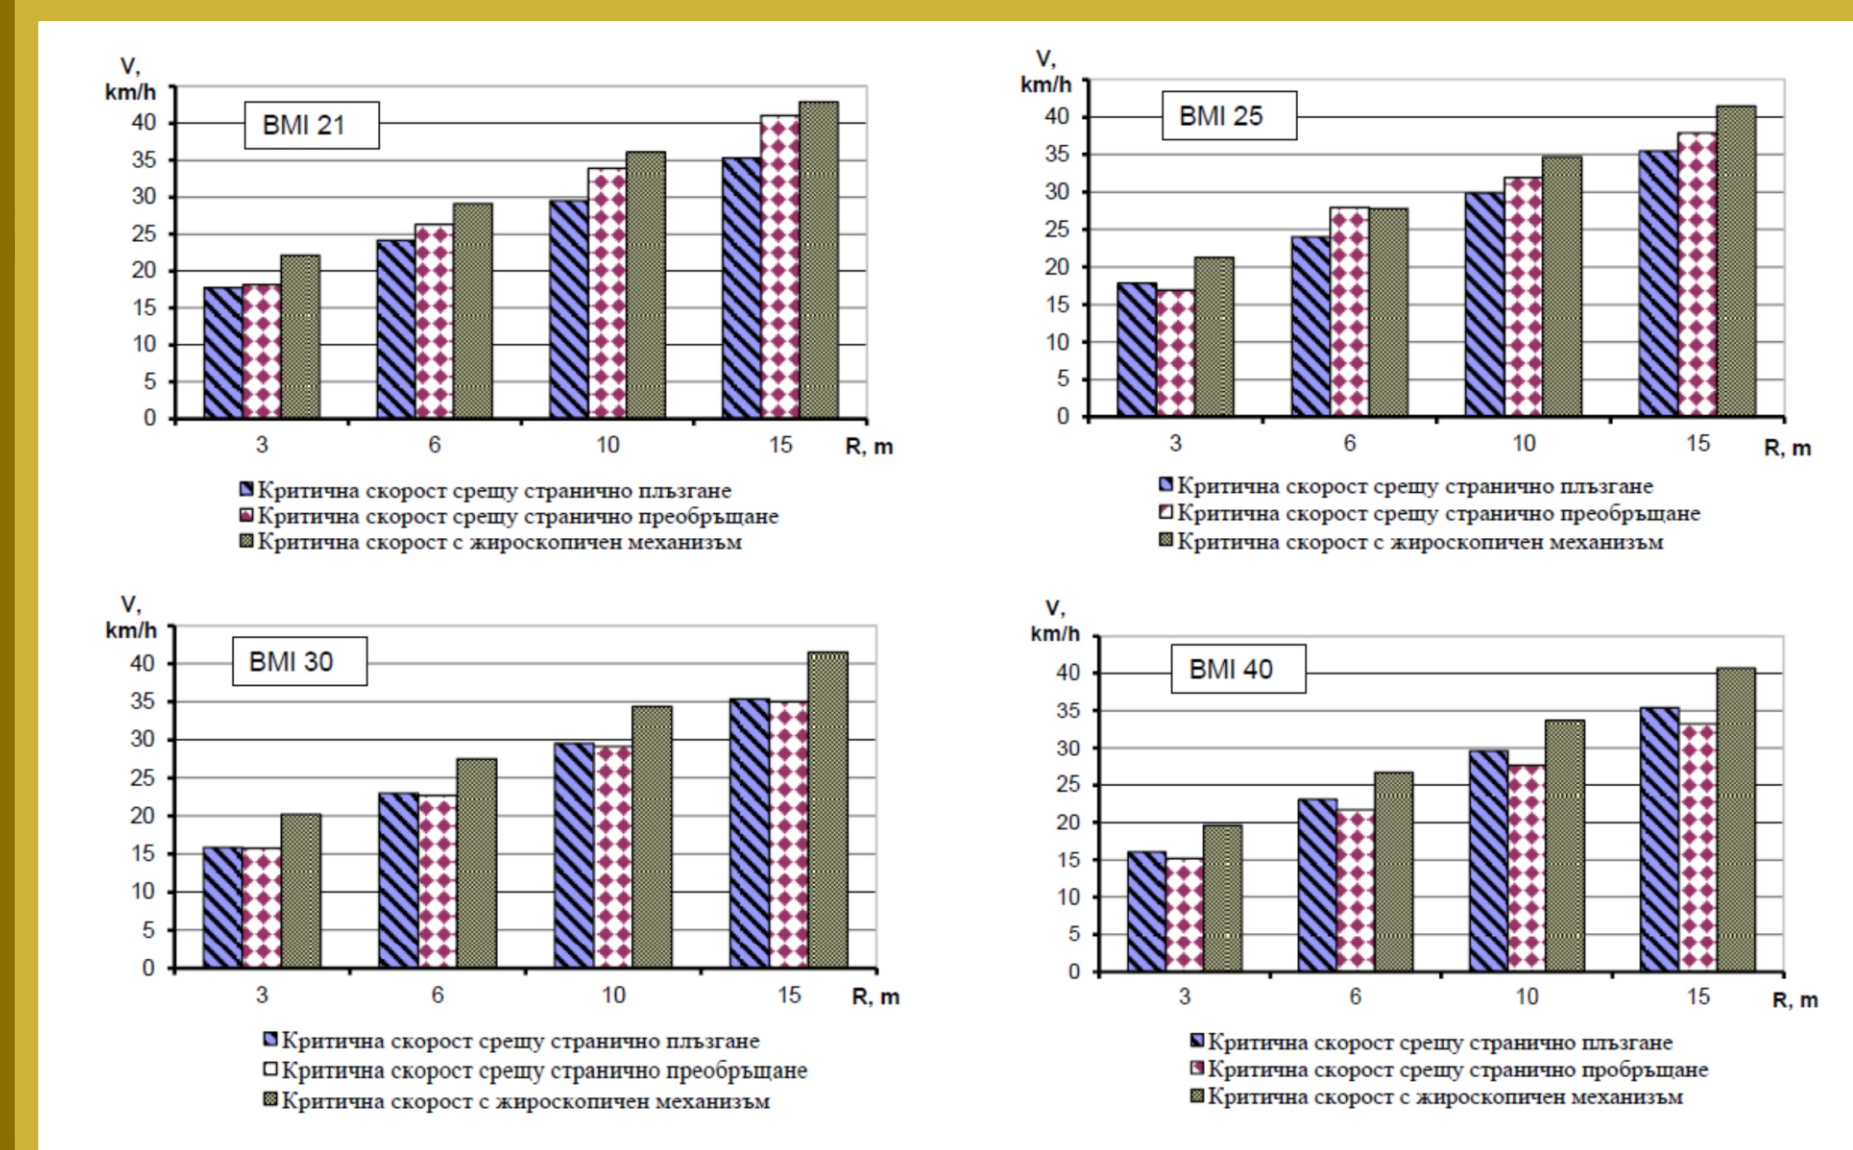 V,
km/h
BMI 21
40
35
30
25
20
15
10
5
0
3 6 10 15 R, m
Критична скорост срещу странично плъзгане
Критична скорост срещу странично преобръщане
Критична скорост с жироскопичен механизъм
V,
km/h
BMI 25
40
35
30
25
20
15
10
5
0
3 6 10 15 R, m
Критична скорост срещу странично плъзгане
Критична скорост срещу странично преобръщане
Критична скорост с жироскопичен механизъм
V,
km/h
BMI 30
40
35
30
25
20
15
10
5
0
3 6 10 15 R, m
Критична скорост срещу странично плъзгане
Критична скорост срещу странично преобръщане
Критична скорост с жироскопичен механизъм
V,
km/h
BMI 40
40
35
30
25
20
15
10
5
0
3 6 10 15 R, m
Критична скорост срещу странично плъзгане
Критична скорост срещу странично пробръщане
Критична скорост с жироскопичен механизъм